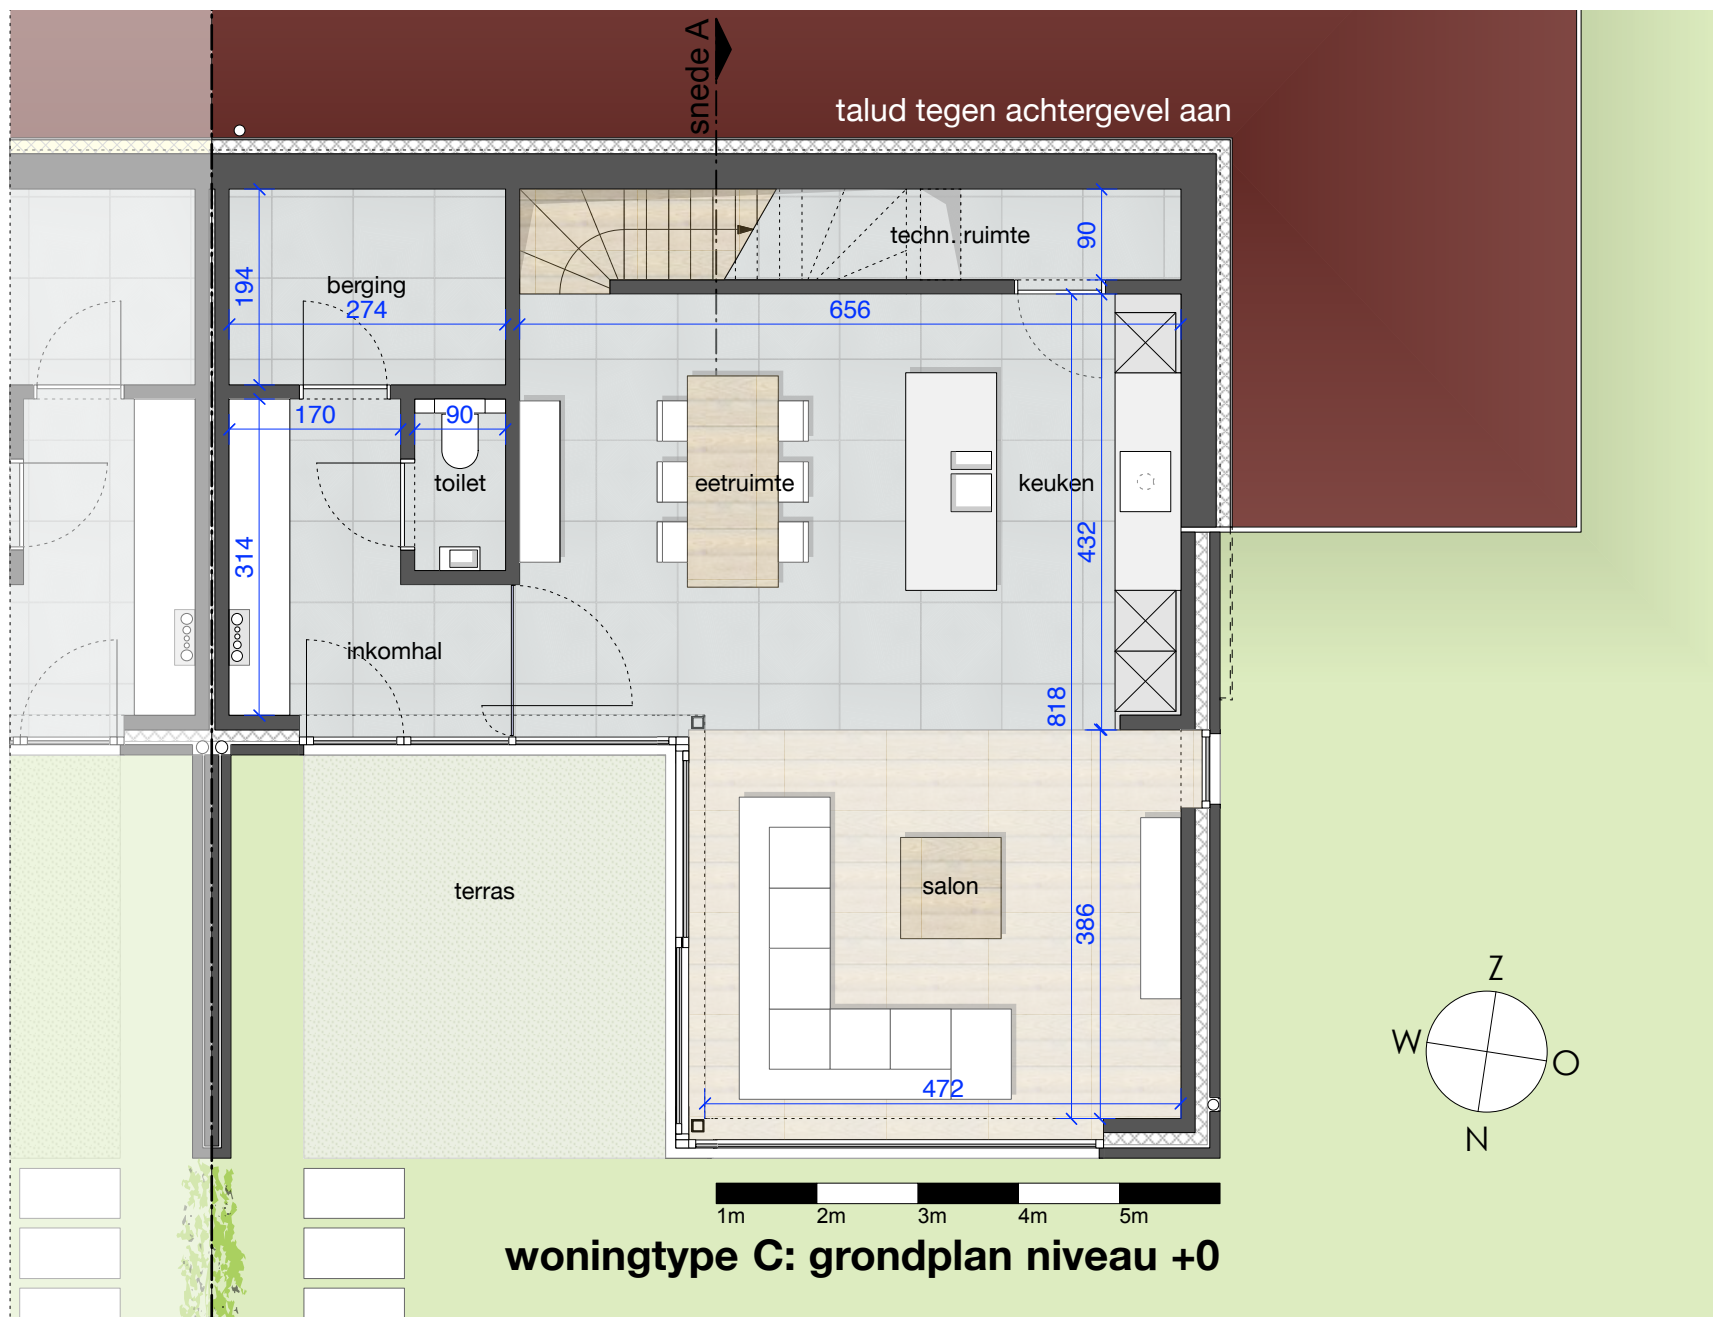 snede A
talud tegen achtergevel aan
techn. ruimte
90
194
berging
274
656
170
90
toilet
eetruimte
keuken
432
314
inkomhal
818
terras
salon
386
472
Z
W
O
N
1m 2m 3m 4m 5m
woningtype C: grondplan niveau +0